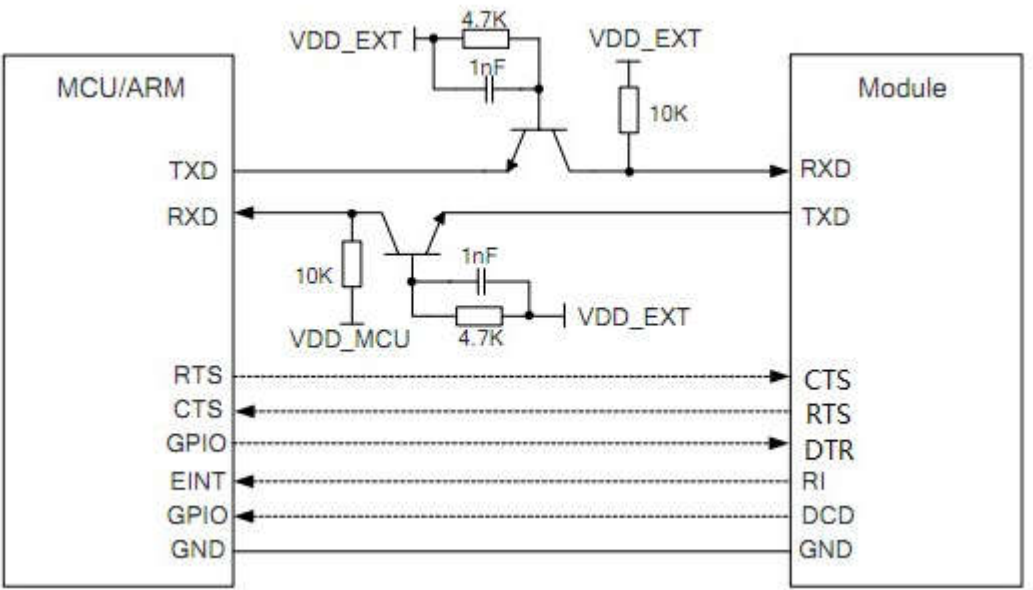 4.7K
VDD_EXT
VDD_EXT
1nF
MCU/ARM
Module
10K
TXD
RXD
RXD
TXD
1nF
10K
VDD_EXT
VDD_MCU
4.7K
RTS
CTS
CTS
RTS
GPIO
DTR
EINT
RI
GPIO
DCD
GND
GND